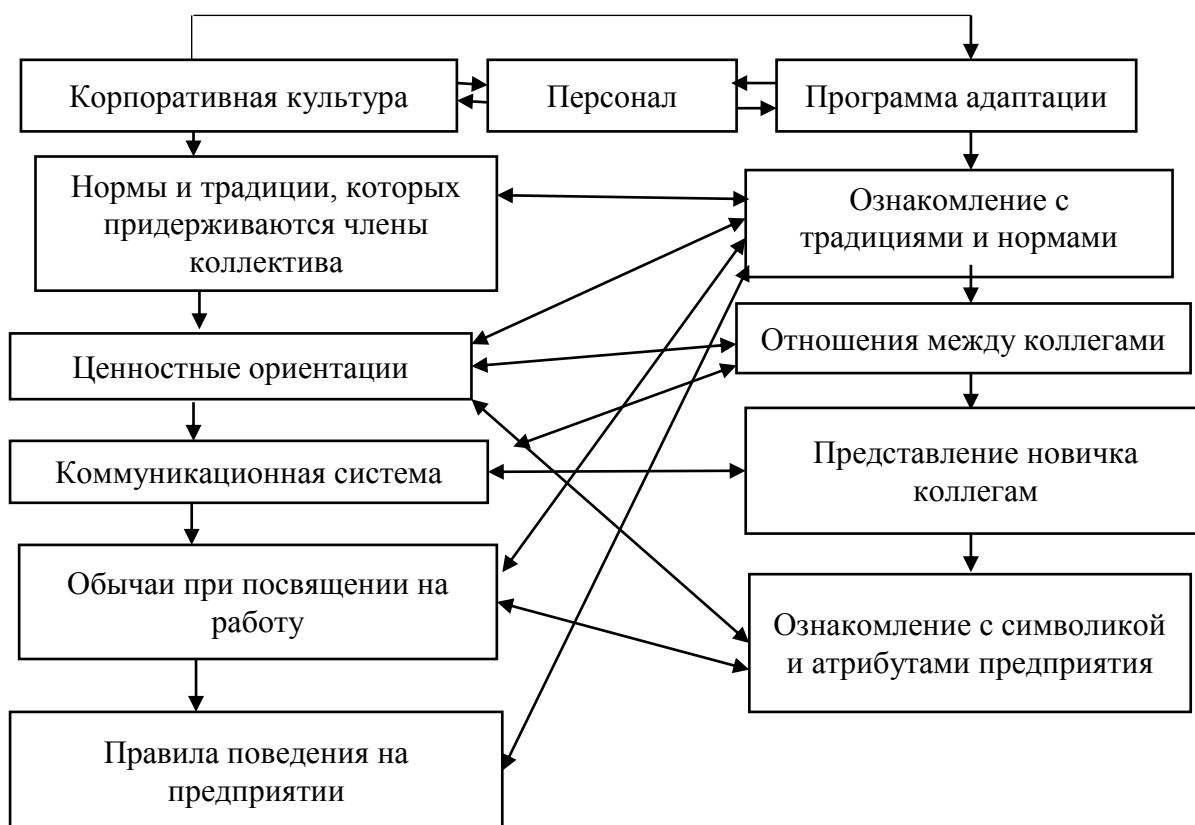 Корпоративная культура
Персонал
Программа адаптации
Нормы и традиции, которых
придерживаются члены
коллектива
Ознакомление с
традициями и нормами
Ценностные ориентации
Отношения между коллегами
Коммуникационная система
Представление новичка
коллегам
Обычаи при посвящении на
работу
Ознакомление с символикой
и атрибутами предприятия
Правила поведения на
предприятии